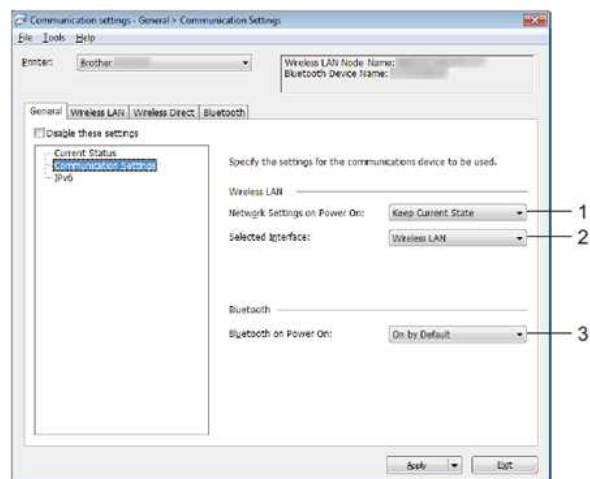 Communication settings - General > Communication Settings
File Tools Help
Printer: Brother
Wireless LAN Node Name:
Bluetooth Device Name:
General Wireless LAN Wireless Direct Bluetooth
Disable these settings
Current Status
Communication Settings
IPv6
Specify the settings for the communications device to be used.
Wireless LAN
Network Settings on Power On: Keep Current State 1
Selected Interface: Wireless LAN 2
Bluetooth
Bluetooth on Power On: On by Default 3
Apply Exit